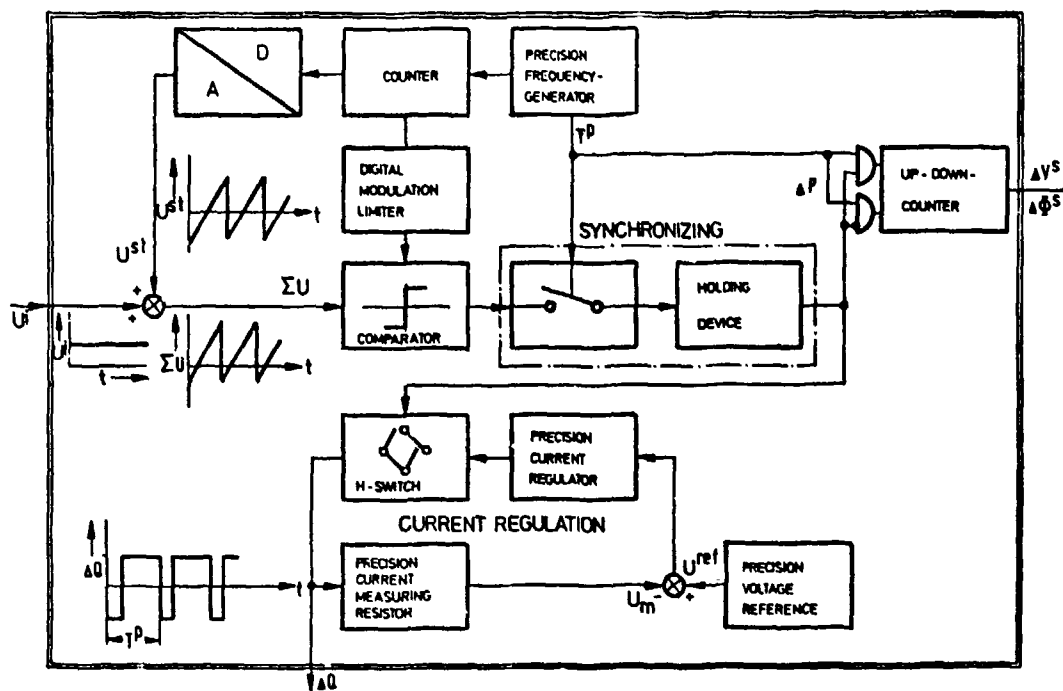 D
A
COUNTER
PRECISION
FREQUENCY-
GENERATOR
T^P
U^st
t
DIGITAL
MODULATION
LIMITER
ΔP
UP-DOWN-
COUNTER
ΔV^S
ΔΦ^S
SYNCHRONIZING
U^st
+
+
ΣU
COMPARATOR
HOLDING
DEVICE
t
ΣU
t
H-SWITCH
PRECISION
CURRENT
REGULATOR
CURRENT REGULATION
ΔQ
t
T^P
PRECISION
CURRENT
MEASURING
RESISTOR
U_m
-
U^ref
+
PRECISION
VOLTAGE
REFERENCE
ΔQ